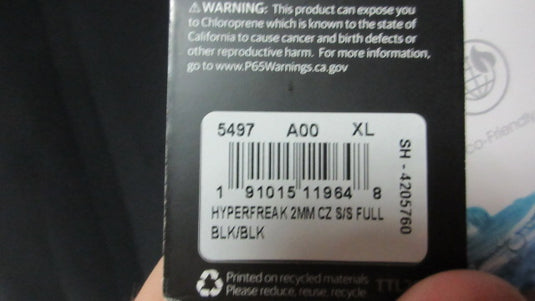 ⚠ WARNING: This product can expose you
to Chloroprene which is known to the state of
California to cause cancer and birth defects or
other reproductive harm. For more information,
go to www.P65Warnings.ca.gov
5497 A00 XL
1 91015 11964 8
HYPERFREAK 2MM CZ S/S FULL
BLK/BLK
SH - 4205760
Printed on recycled materials
Please reduce, reuse, recycle